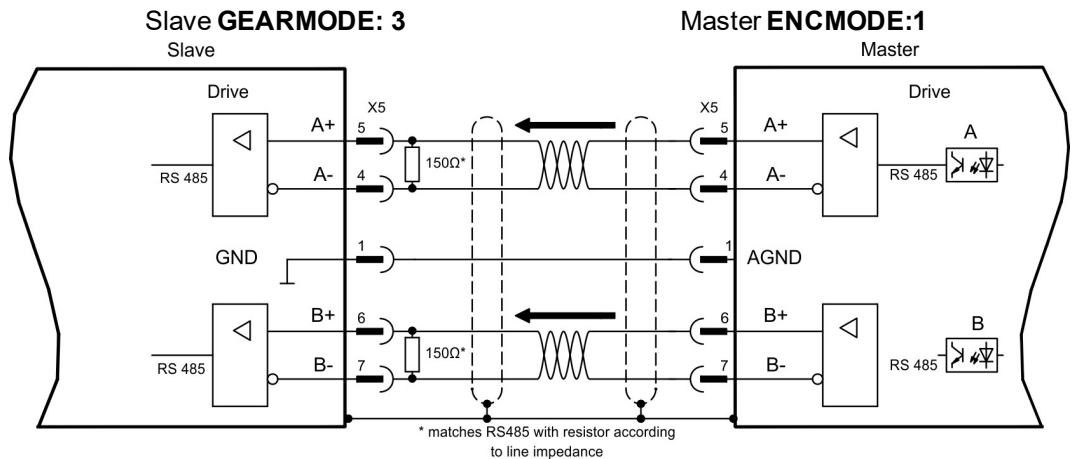 Slave GEARMODE: 3
Master ENCMODE:1
Slave
Master
Drive
X5
X5
Drive
A+
5
5
A+
A
150Ω*
RS 485
A-
4
4
A-
RS 485
GND
1
1
AGND
B+
6
6
B+
B
150Ω*
RS 485
B-
7
7
B-
RS 485
* matches RS485 with resistor according
to line impedance